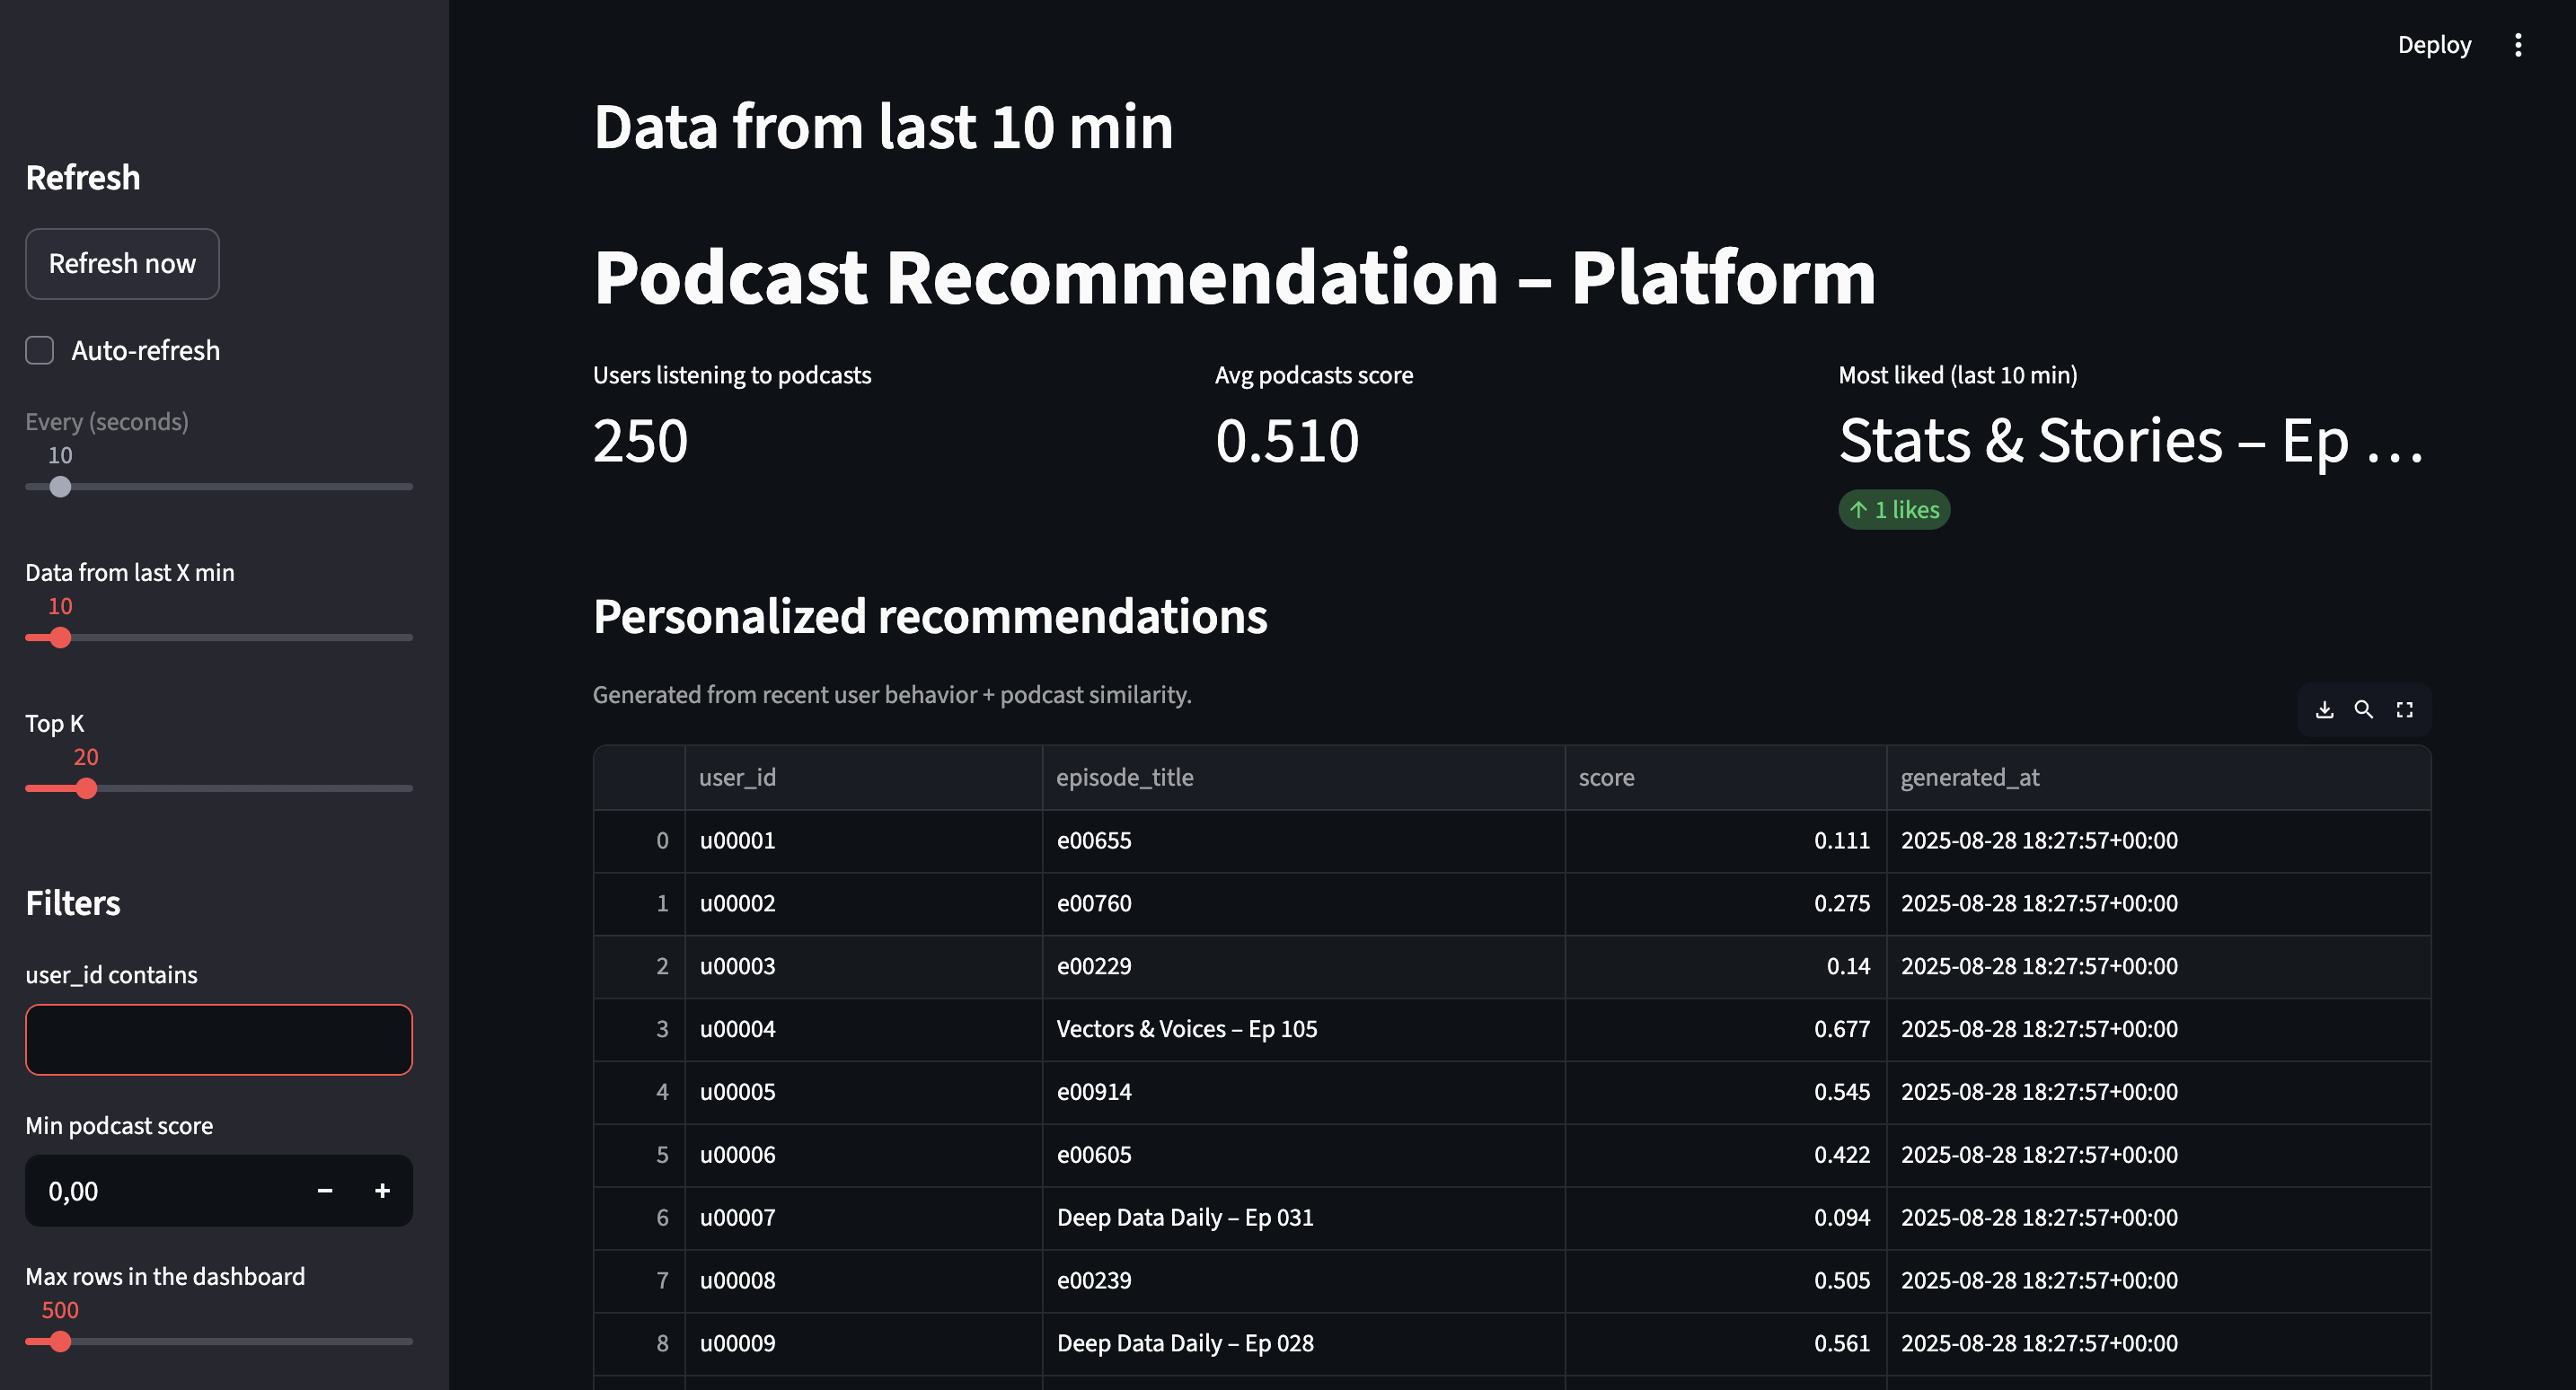 Deploy
Refresh
Refresh now
Auto-refresh
Every (seconds)
10
Data from last X min
10
Top K
20
Filters
user_id contains
Min podcast score
0,00
Max rows in the dashboard
500
Data from last 10 min
Podcast Recommendation – Platform
Users listening to podcasts
250
Avg podcasts score
0.510
Most liked (last 10 min)
Stats & Stories – Ep …
↑ 1 likes
Personalized recommendations
Generated from recent user behavior + podcast similarity.
user_id episode_title score generated_at
0 u00001 e00655 0.111 2025-08-28 18:27:57+00:00
1 u00002 e00760 0.275 2025-08-28 18:27:57+00:00
2 u00003 e00229 0.14 2025-08-28 18:27:57+00:00
3 u00004 Vectors & Voices – Ep 105 0.677 2025-08-28 18:27:57+00:00
4 u00005 e00914 0.545 2025-08-28 18:27:57+00:00
5 u00006 e00605 0.422 2025-08-28 18:27:57+00:00
6 u00007 Deep Data Daily – Ep 031 0.094 2025-08-28 18:27:57+00:00
7 u00008 e00239 0.505 2025-08-28 18:27:57+00:00
8 u00009 Deep Data Daily – Ep 028 0.561 2025-08-28 18:27:57+00:00